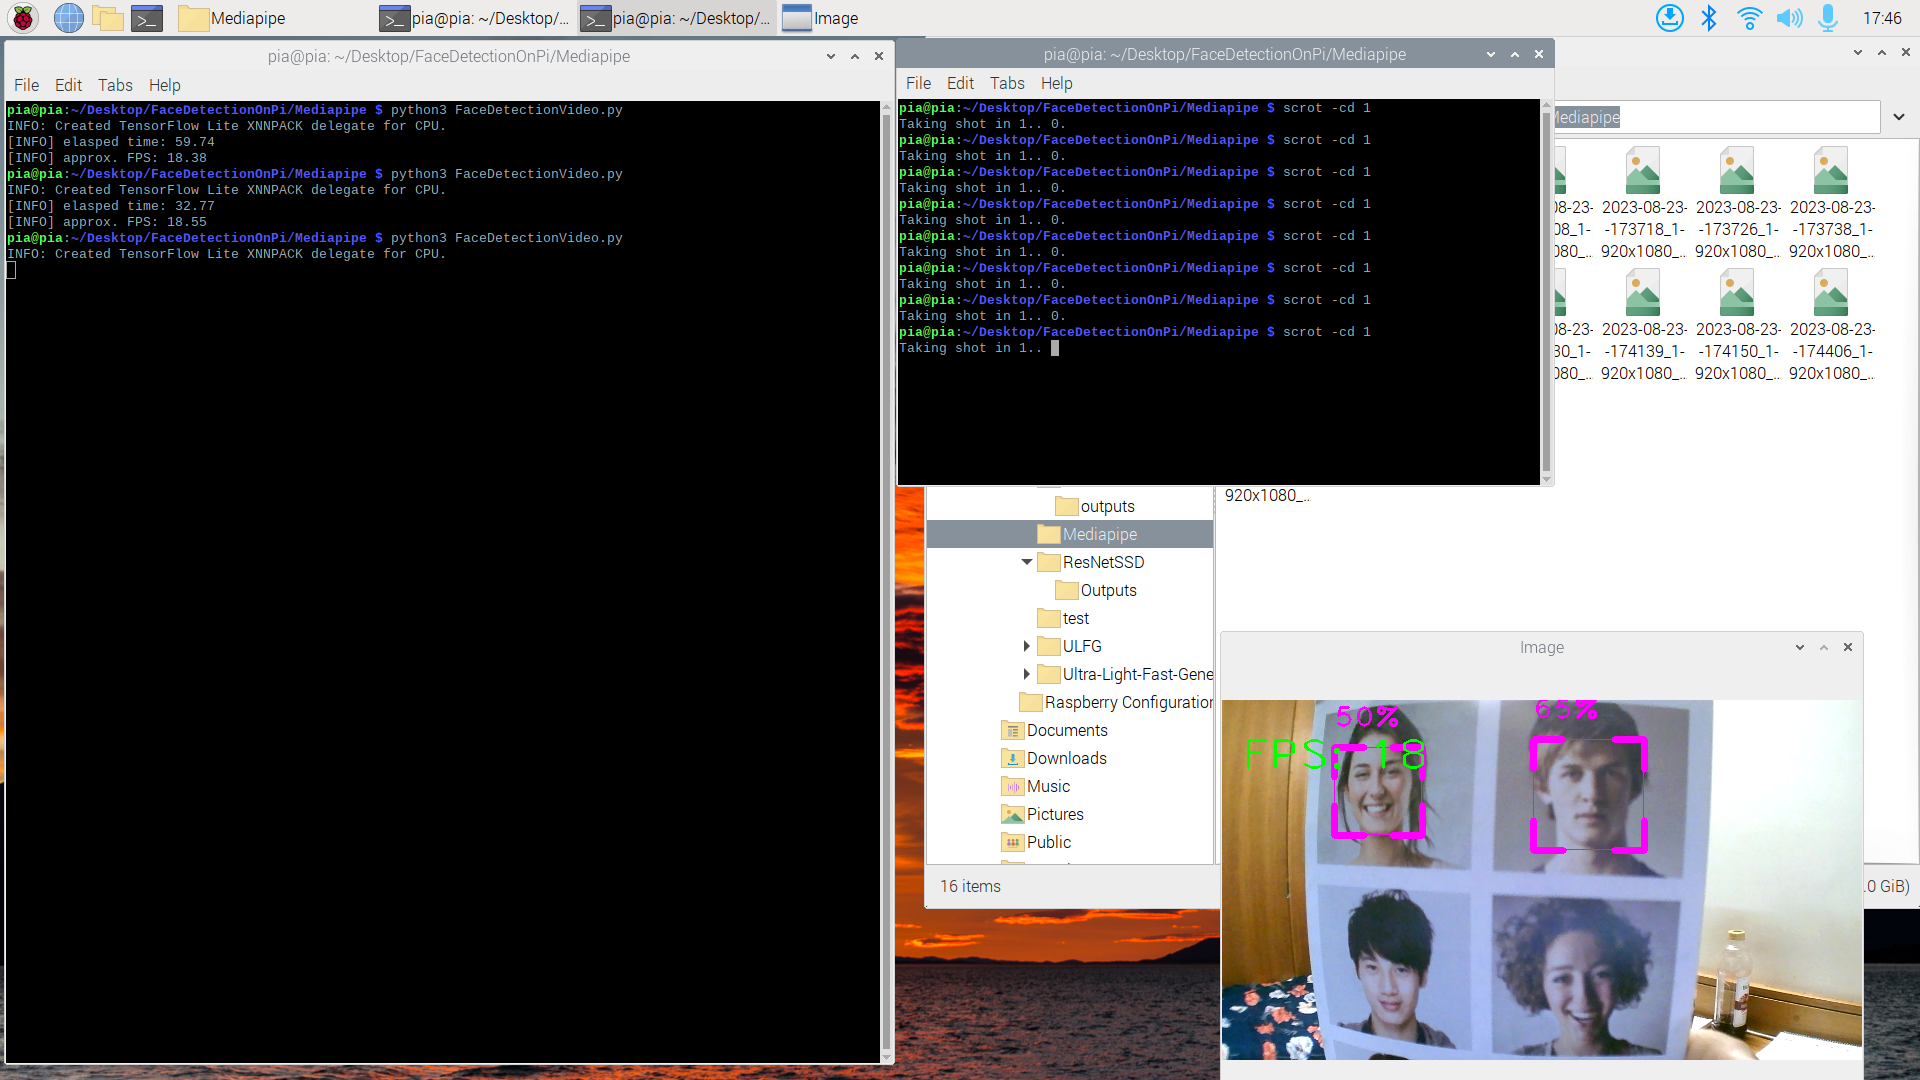 Mediapipe
pia@pia: ~/Desktop/...
pia@pia: ~/Desktop/...
Image
17:46
pia@pia: ~/Desktop/FaceDetectionOnPi/Mediapipe
File Edit Tabs Help
pia@pia:~/Desktop/FaceDetectionOnPi/Mediapipe $ python3 FaceDetectionVideo.py
INFO: Created TensorFlow Lite XNNPACK delegate for CPU.
[INFO] elasped time: 59.74
[INFO] approx. FPS: 18.38
pia@pia:~/Desktop/FaceDetectionOnPi/Mediapipe $ python3 FaceDetectionVideo.py
INFO: Created TensorFlow Lite XNNPACK delegate for CPU.
[INFO] elasped time: 32.77
[INFO] approx. FPS: 18.55
pia@pia:~/Desktop/FaceDetectionOnPi/Mediapipe $ python3 FaceDetectionVideo.py
INFO: Created TensorFlow Lite XNNPACK delegate for CPU.
pia@pia: ~/Desktop/FaceDetectionOnPi/Mediapipe
File Edit Tabs Help
pia@pia:~/Desktop/FaceDetectionOnPi/Mediapipe $ scrot -cd 1
Taking shot in 1.. 0.
pia@pia:~/Desktop/FaceDetectionOnPi/Mediapipe $ scrot -cd 1
Taking shot in 1.. 0.
pia@pia:~/Desktop/FaceDetectionOnPi/Mediapipe $ scrot -cd 1
Taking shot in 1.. 0.
pia@pia:~/Desktop/FaceDetectionOnPi/Mediapipe $ scrot -cd 1
Taking shot in 1.. 0.
pia@pia:~/Desktop/FaceDetectionOnPi/Mediapipe $ scrot -cd 1
Taking shot in 1.. 0.
pia@pia:~/Desktop/FaceDetectionOnPi/Mediapipe $ scrot -cd 1
Taking shot in 1.. 0.
pia@pia:~/Desktop/FaceDetectionOnPi/Mediapipe $ scrot -cd 1
Taking shot in 1.. 0.
pia@pia:~/Desktop/FaceDetectionOnPi/Mediapipe $ scrot -cd 1
Taking shot in 1..
Mediapipe
08-23- 2023-08-23- 2023-08-23- 2023-08-23-
08_1- -173718_1- -173726_1- -173738_1-
080_... 920x1080_... 920x1080_... 920x1080_...
08-23- 2023-08-23- 2023-08-23- 2023-08-23-
30_1- -174139_1- -174150_1- -174406_1-
080_... 920x1080_... 920x1080_... 920x1080_...
920x1080_...
outputs
Mediapipe
ResNetSSD
Outputs
test
ULFG
Ultra-Light-Fast-Gene
Raspberry Configuration
Documents
Downloads
Music
Pictures
Public
16 items
.0 GiB)
Image
50%
65%
FPS: 18